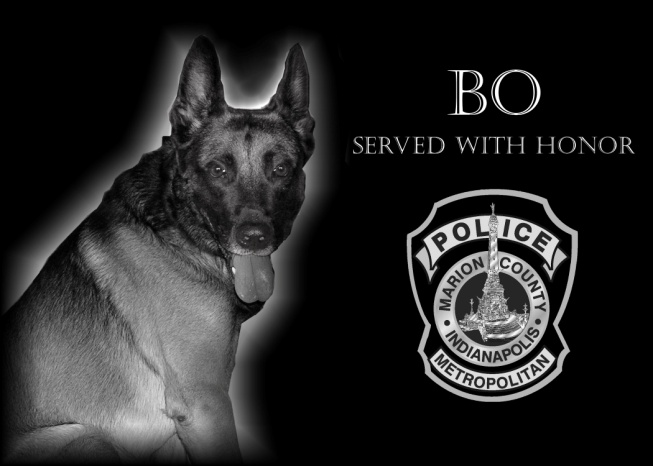 BO
SERVED WITH HONOR
POLICE
MARION COUNTY
INDIANAPOLIS
METROPOLITAN